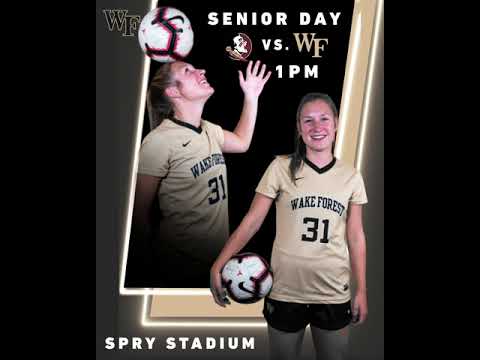 WF
SENIOR DAY
VS. WF
1PM
WAKE FOREST
31
WAKE FOREST
31
SPRY STADIUM